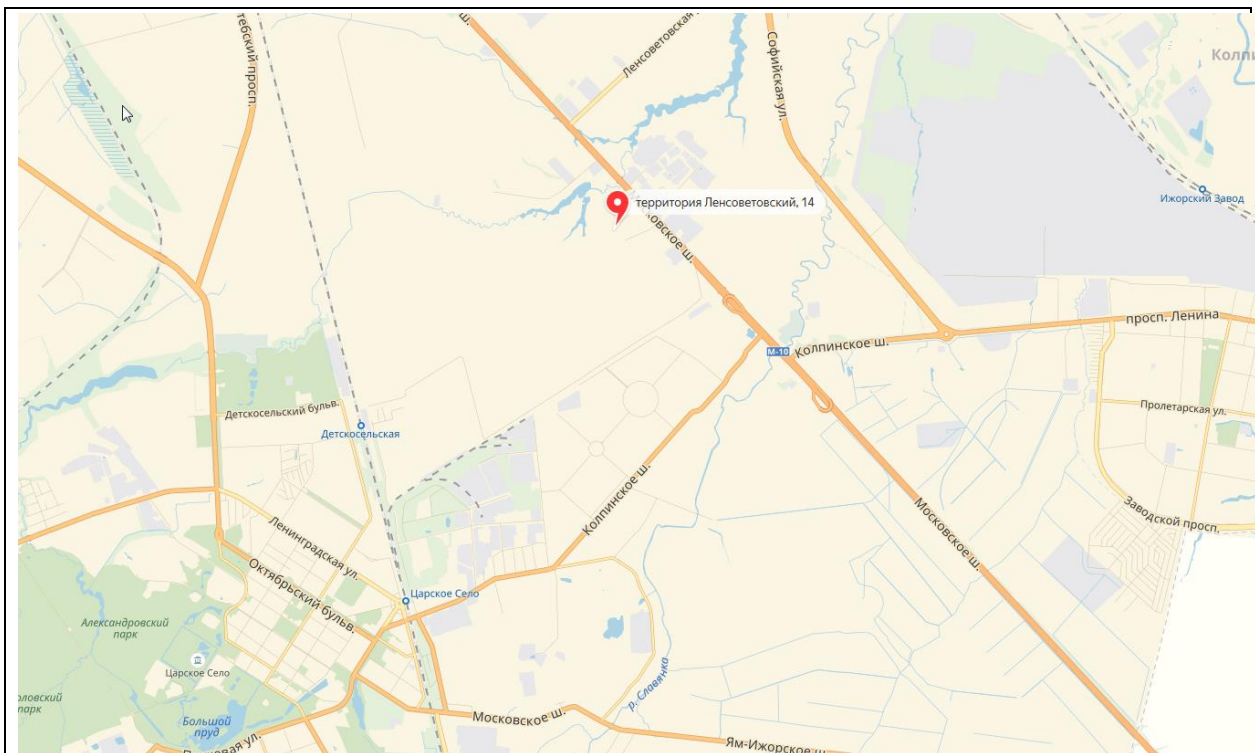 ш.
Ленсоветовская
Софийская ул.
просп.
территория Ленсоветовский, 14
Ижорский Завод
Московское ш.
просп. Ленина
М-10
Колпинское ш.
Детскосельский бульв.
Детскосельская
Пролетарская ул.
Колпинское ш.
Заводской просп.
Московское ш.
Ленинградская ул.
Октябрьский бульв.
Царское Село
Александровский
парк
Царское Село
р. Славянка
парк
Большой
пруд
Московское ш.
Ям-Ижорское ш.